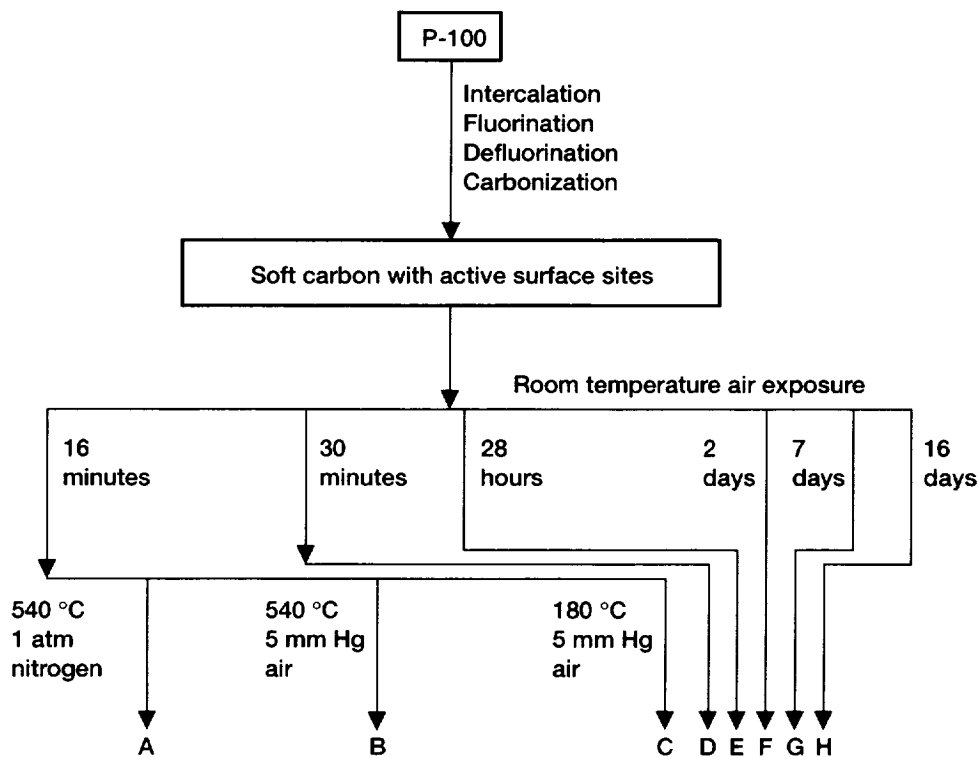 P-100
Intercalation
Fluorination
Defluorination
Carbonization
Soft carbon with active surface sites
Room temperature air exposure
16
minutes
30
minutes
28
hours
2
days
7
days
16
days
540 °C
1 atm
nitrogen
540 °C
5 mm Hg
air
180 °C
5 mm Hg
air
A
B
C
D
E
F
G
H